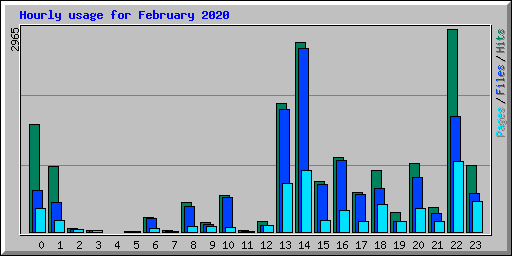 Hourly usage for February 2020
2965
Pages / Files / Hits
0 1 2 3 4 5 6 7 8 9 10 11 12 13 14 15 16 17 18 19 20 21 22 23